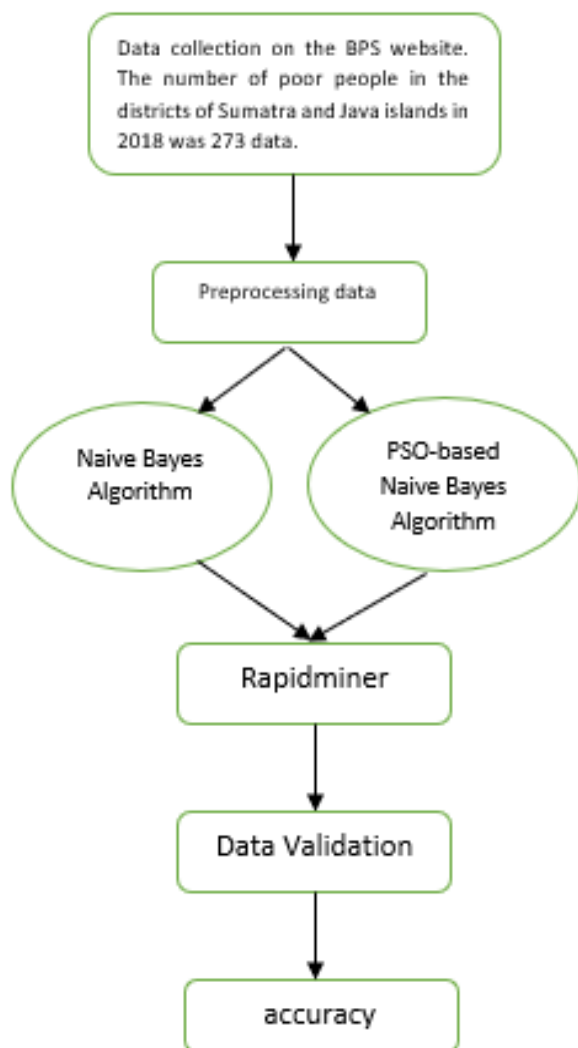 Data collection on the BPS website.
The number of poor people in the
districts of Sumatra and Java islands in
2018 was 273 data.
Preprocessing data
Naive Bayes
Algorithm
PSO-based
Naive Bayes
Algorithm
Rapidminer
Data Validation
accuracy